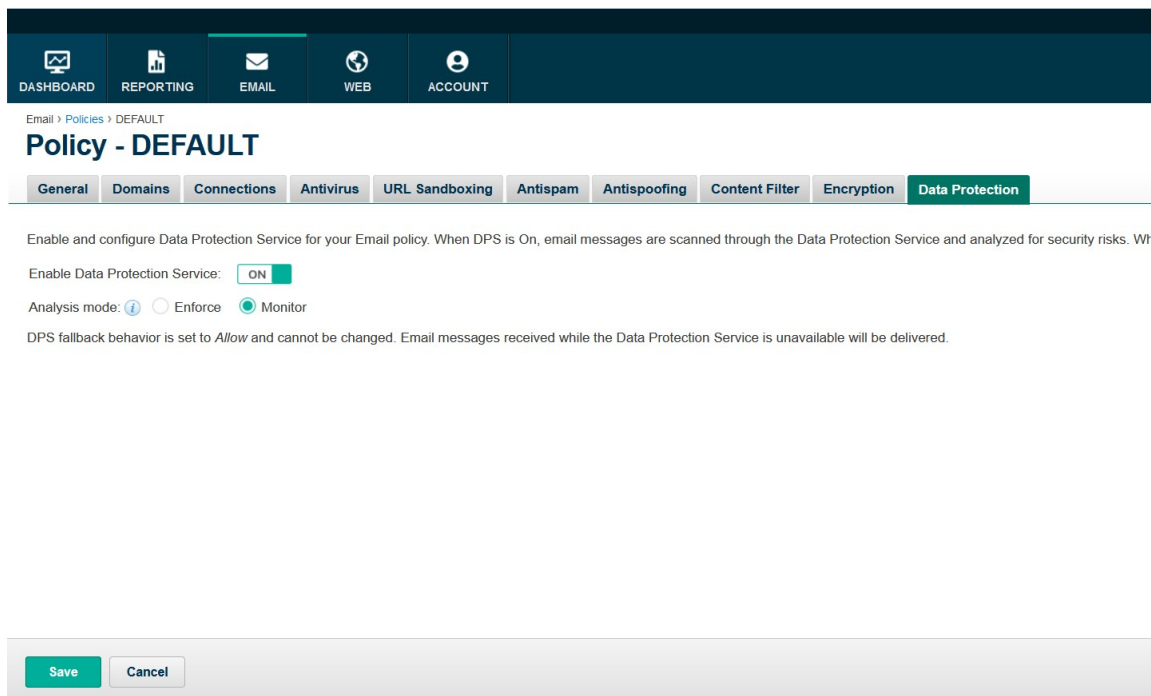 DASHBOARD REPORTING EMAIL WEB ACCOUNT
Email › Policies › DEFAULT
Policy - DEFAULT
General Domains Connections Antivirus URL Sandboxing Antispam Antispoofing Content Filter Encryption Data Protection
Enable and configure Data Protection Service for your Email policy. When DPS is On, email messages are scanned through the Data Protection Service and analyzed for security risks. Wh
Enable Data Protection Service: ON
Analysis mode: i Enforce Monitor
DPS fallback behavior is set to Allow and cannot be changed. Email messages received while the Data Protection Service is unavailable will be delivered.
Save Cancel